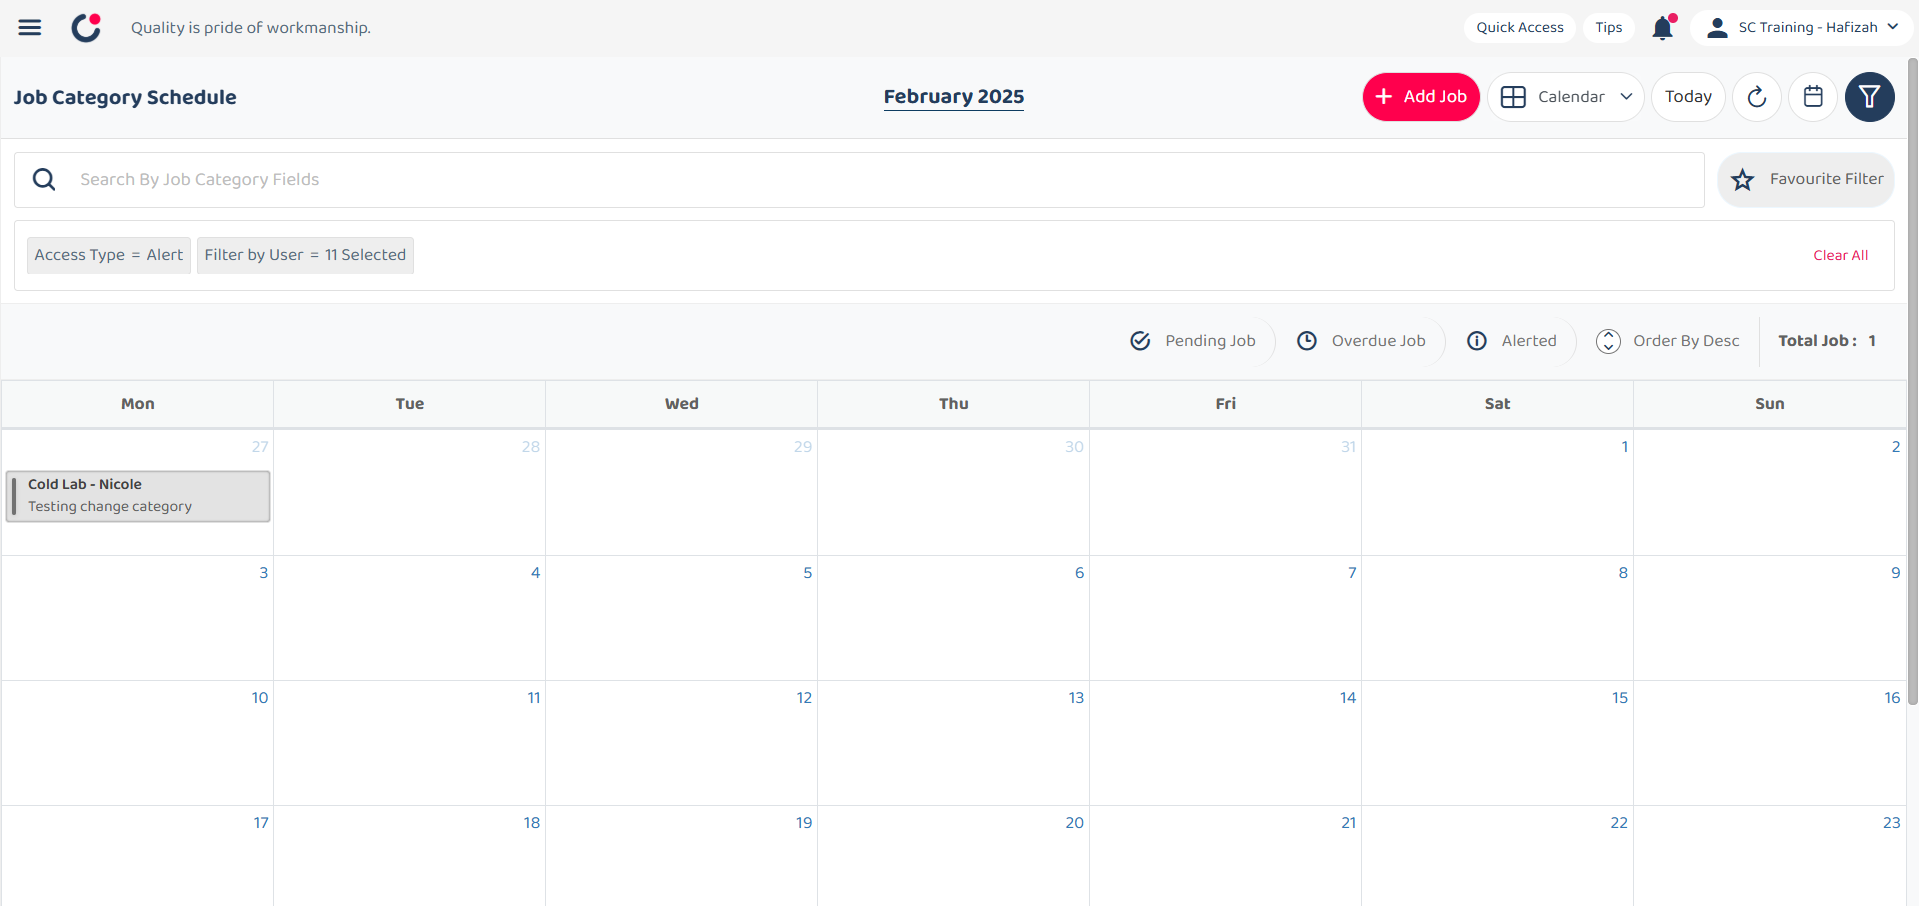 Quality is pride of workmanship.
Quick Access
Tips
SC Training - Hafizah
Job Category Schedule
February 2025
Add Job
Calendar
Today
Search By Job Category Fields
Favourite Filter
Access Type = Alert
Filter by User = 11 Selected
Clear All
Pending Job
Overdue Job
Alerted
Order By Desc
Total Job : 1
Mon Tue Wed Thu Fri Sat Sun
27 28 29 30 31 1 2
Cold Lab - Nicole
Testing change category
3 4 5 6 7 8 9
10 11 12 13 14 15 16
17 18 19 20 21 22 23